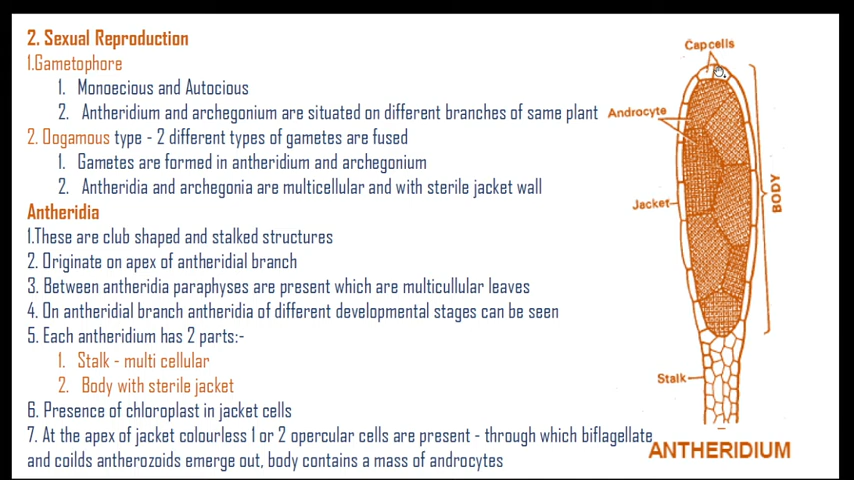 2. Sexual Reproduction
1.Gametophore
1. Monoecious and Autocious
2. Antheridium and archegonium are situated on different branches of same plant
2. Oogamous type - 2 different types of gametes are fused
1. Gametes are formed in antheridium and archegonium
2. Antheridia and archegonia are multicellular and with sterile jacket wall
Antheridia
1.These are club shaped and stalked structures
2. Originate on apex of antheridial branch
3. Between antheridia paraphyses are present which are multicullular leaves
4. On antheridial branch antheridia of different developmental stages can be seen
5. Each antheridium has 2 parts:-
1. Stalk - multi cellular
2. Body with sterile jacket
6. Presence of chloroplast in jacket cells
7. At the apex of jacket colourless 1 or 2 opercular cells are present - through which biflagellate
and coilds antherozoids emerge out, body contains a mass of androcytes
Cap cells
Androcyte
Jacket
BODY
Stalk
ANTHERIDIUM